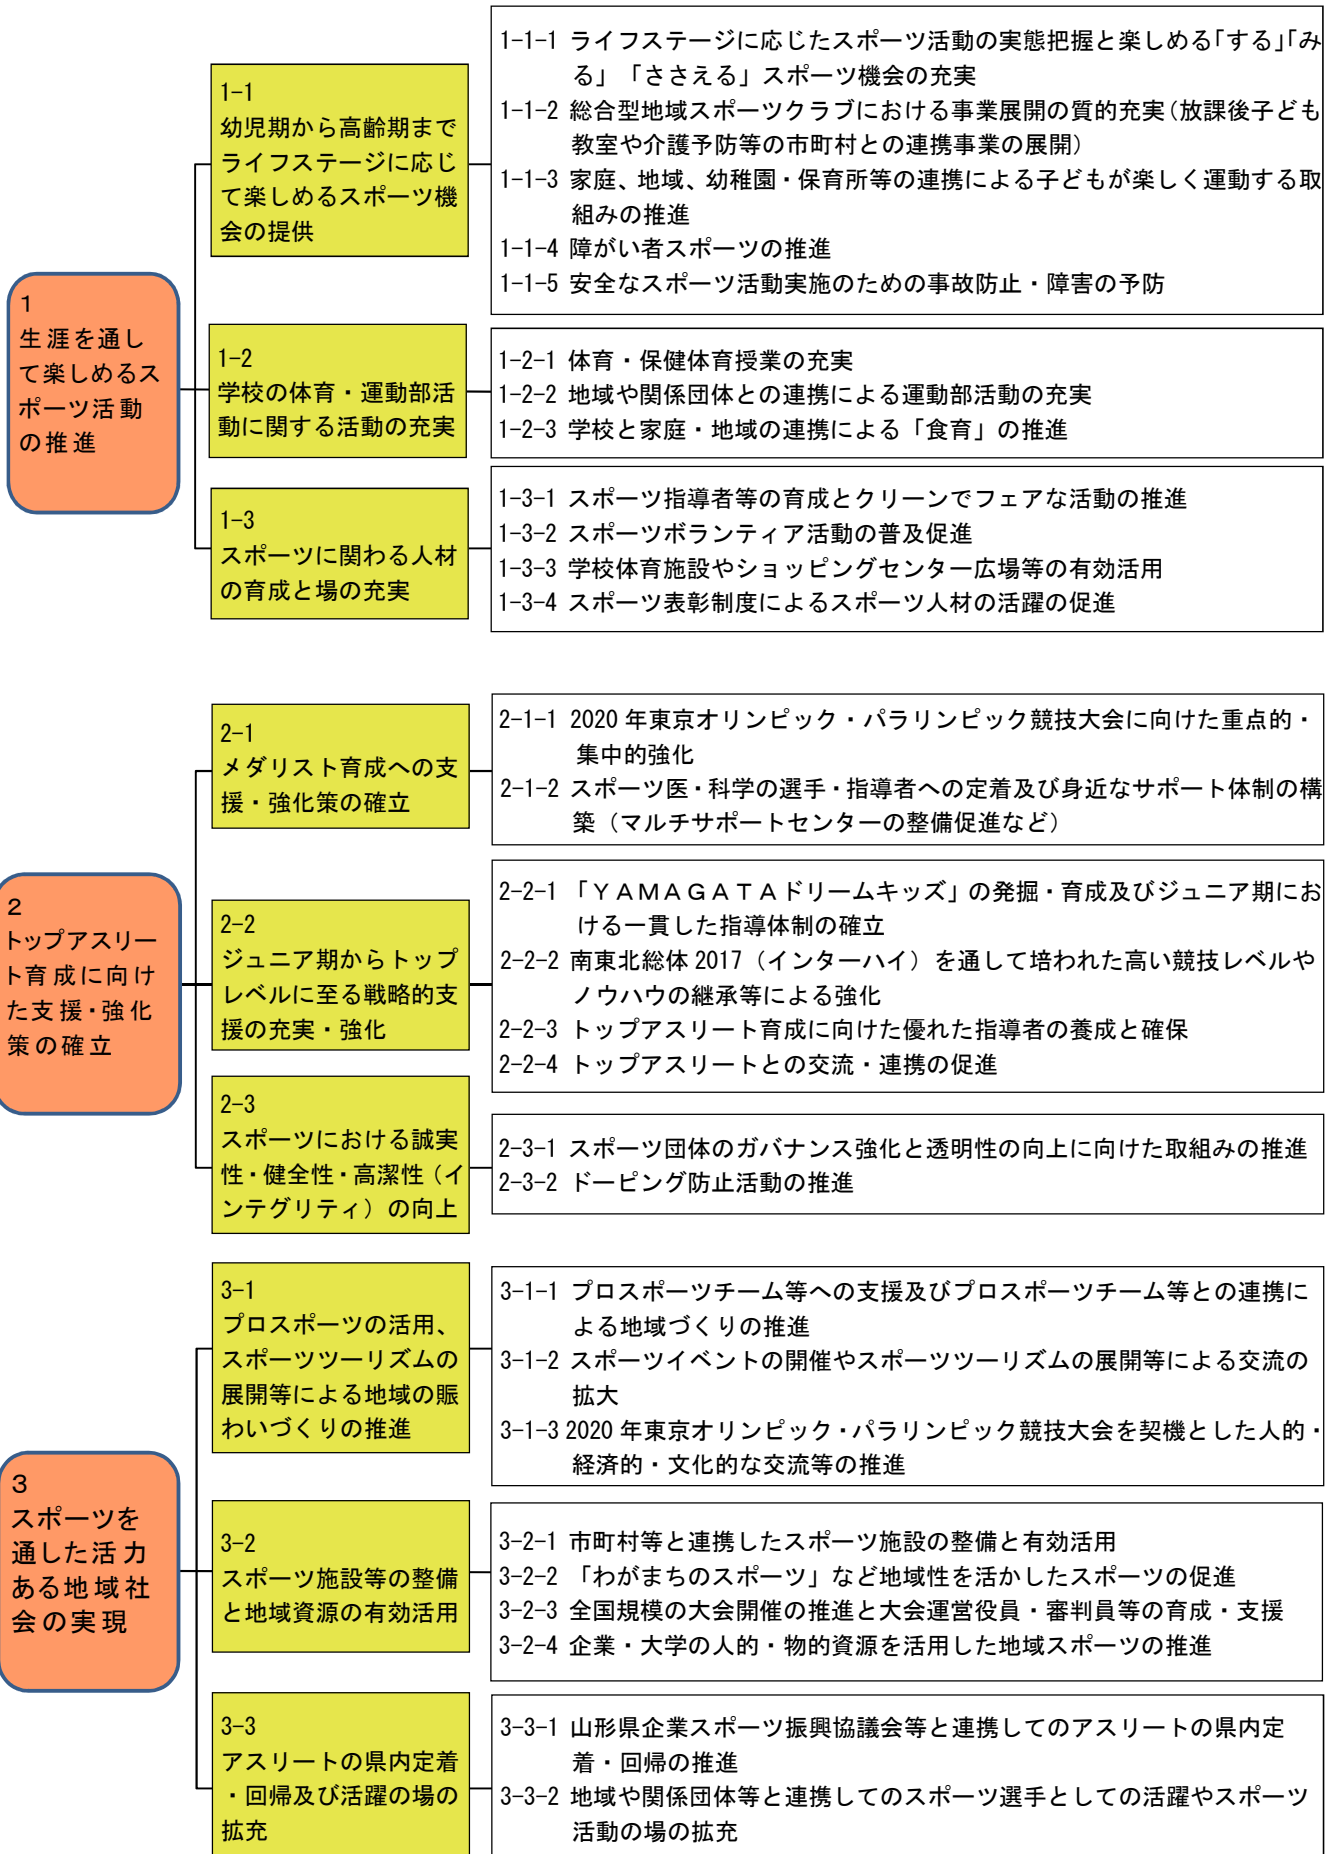 1
生涯を通し
て楽しめるス
ポーツ活動
の推進
1-1
幼児期から高齢期まで
ライフステージに応じ
て楽しめるスポーツ機
会の提供
1-1-1 ライフステージに応じたスポーツ活動の実態把握と楽しめる「する」「み
る」「ささえる」スポーツ機会の充実
1-1-2 総合型地域スポーツクラブにおける事業展開の質的充実（放課後子ども
教室や介護予防等の市町村との連携事業の展開）
1-1-3 家庭、地域、幼稚園・保育所等の連携による子どもが楽しく運動する取
組みの推進
1-1-4 障がい者スポーツの推進
1-1-5 安全なスポーツ活動実施のための事故防止・障害の予防
1-2
学校の体育・運動部活
動に関する活動の充実
1-2-1 体育・保健体育授業の充実
1-2-2 地域や関係団体との連携による運動部活動の充実
1-2-3 学校と家庭・地域の連携による「食育」の推進
1-3
スポーツに関わる人材
の育成と場の充実
1-3-1 スポーツ指導者等の育成とクリーンでフェアな活動の推進
1-3-2 スポーツボランティア活動の普及促進
1-3-3 学校体育施設やショッピングセンター広場等の有効活用
1-3-4 スポーツ表彰制度によるスポーツ人材の活躍の促進
2
トップアスリー
ト育成に向け
た支援・強化
策の確立
2-1
メダリスト育成への支
援・強化策の確立
2-1-1 2020 年東京オリンピック・パラリンピック競技大会に向けた重点的・
集中的強化
2-1-2 スポーツ医・科学の選手・指導者への定着及び身近なサポート体制の構
築（マルチサポートセンターの整備促進など）
2-2
ジュニア期からトップ
レベルに至る戦略的支
援の充実・強化
2-2-1 「ＹＡＭＡＧＡＴＡドリームキッズ」の発掘・育成及びジュニア期にお
ける一貫した指導体制の確立
2-2-2 南東北総体 2017（インターハイ）を通して培われた高い競技レベルや
ノウハウの継承等による強化
2-2-3 トップアスリート育成に向けた優れた指導者の養成と確保
2-2-4 トップアスリートとの交流・連携の促進
2-3
スポーツにおける誠実
性・健全性・高潔性（イ
ンテグリティ）の向上
2-3-1 スポーツ団体のガバナンス強化と透明性の向上に向けた取組みの推進
2-3-2 ドーピング防止活動の推進
3
スポーツを
通した活力
ある地域社
会の実現
3-1
プロスポーツの活用、
スポーツツーリズムの
展開等による地域の賑
わいづくりの推進
3-1-1 プロスポーツチーム等への支援及びプロスポーツチーム等との連携に
よる地域づくりの推進
3-1-2 スポーツイベントの開催やスポーツツーリズムの展開等による交流の
拡大
3-1-3 2020 年東京オリンピック・パラリンピック競技大会を契機とした人的・
経済的・文化的な交流等の推進
3-2
スポーツ施設等の整備
と地域資源の有効活用
3-2-1 市町村等と連携したスポーツ施設の整備と有効活用
3-2-2 「わがまちのスポーツ」など地域性を活かしたスポーツの促進
3-2-3 全国規模の大会開催の推進と大会運営役員・審判員等の育成・支援
3-2-4 企業・大学の人的・物的資源を活用した地域スポーツの推進
3-3
アスリートの県内定着
・回帰及び活躍の場の
拡充
3-3-1 山形県企業スポーツ振興協議会等と連携してのアスリートの県内定
着・回帰の推進
3-3-2 地域や関係団体等と連携してのスポーツ選手としての活躍やスポーツ
活動の場の拡充